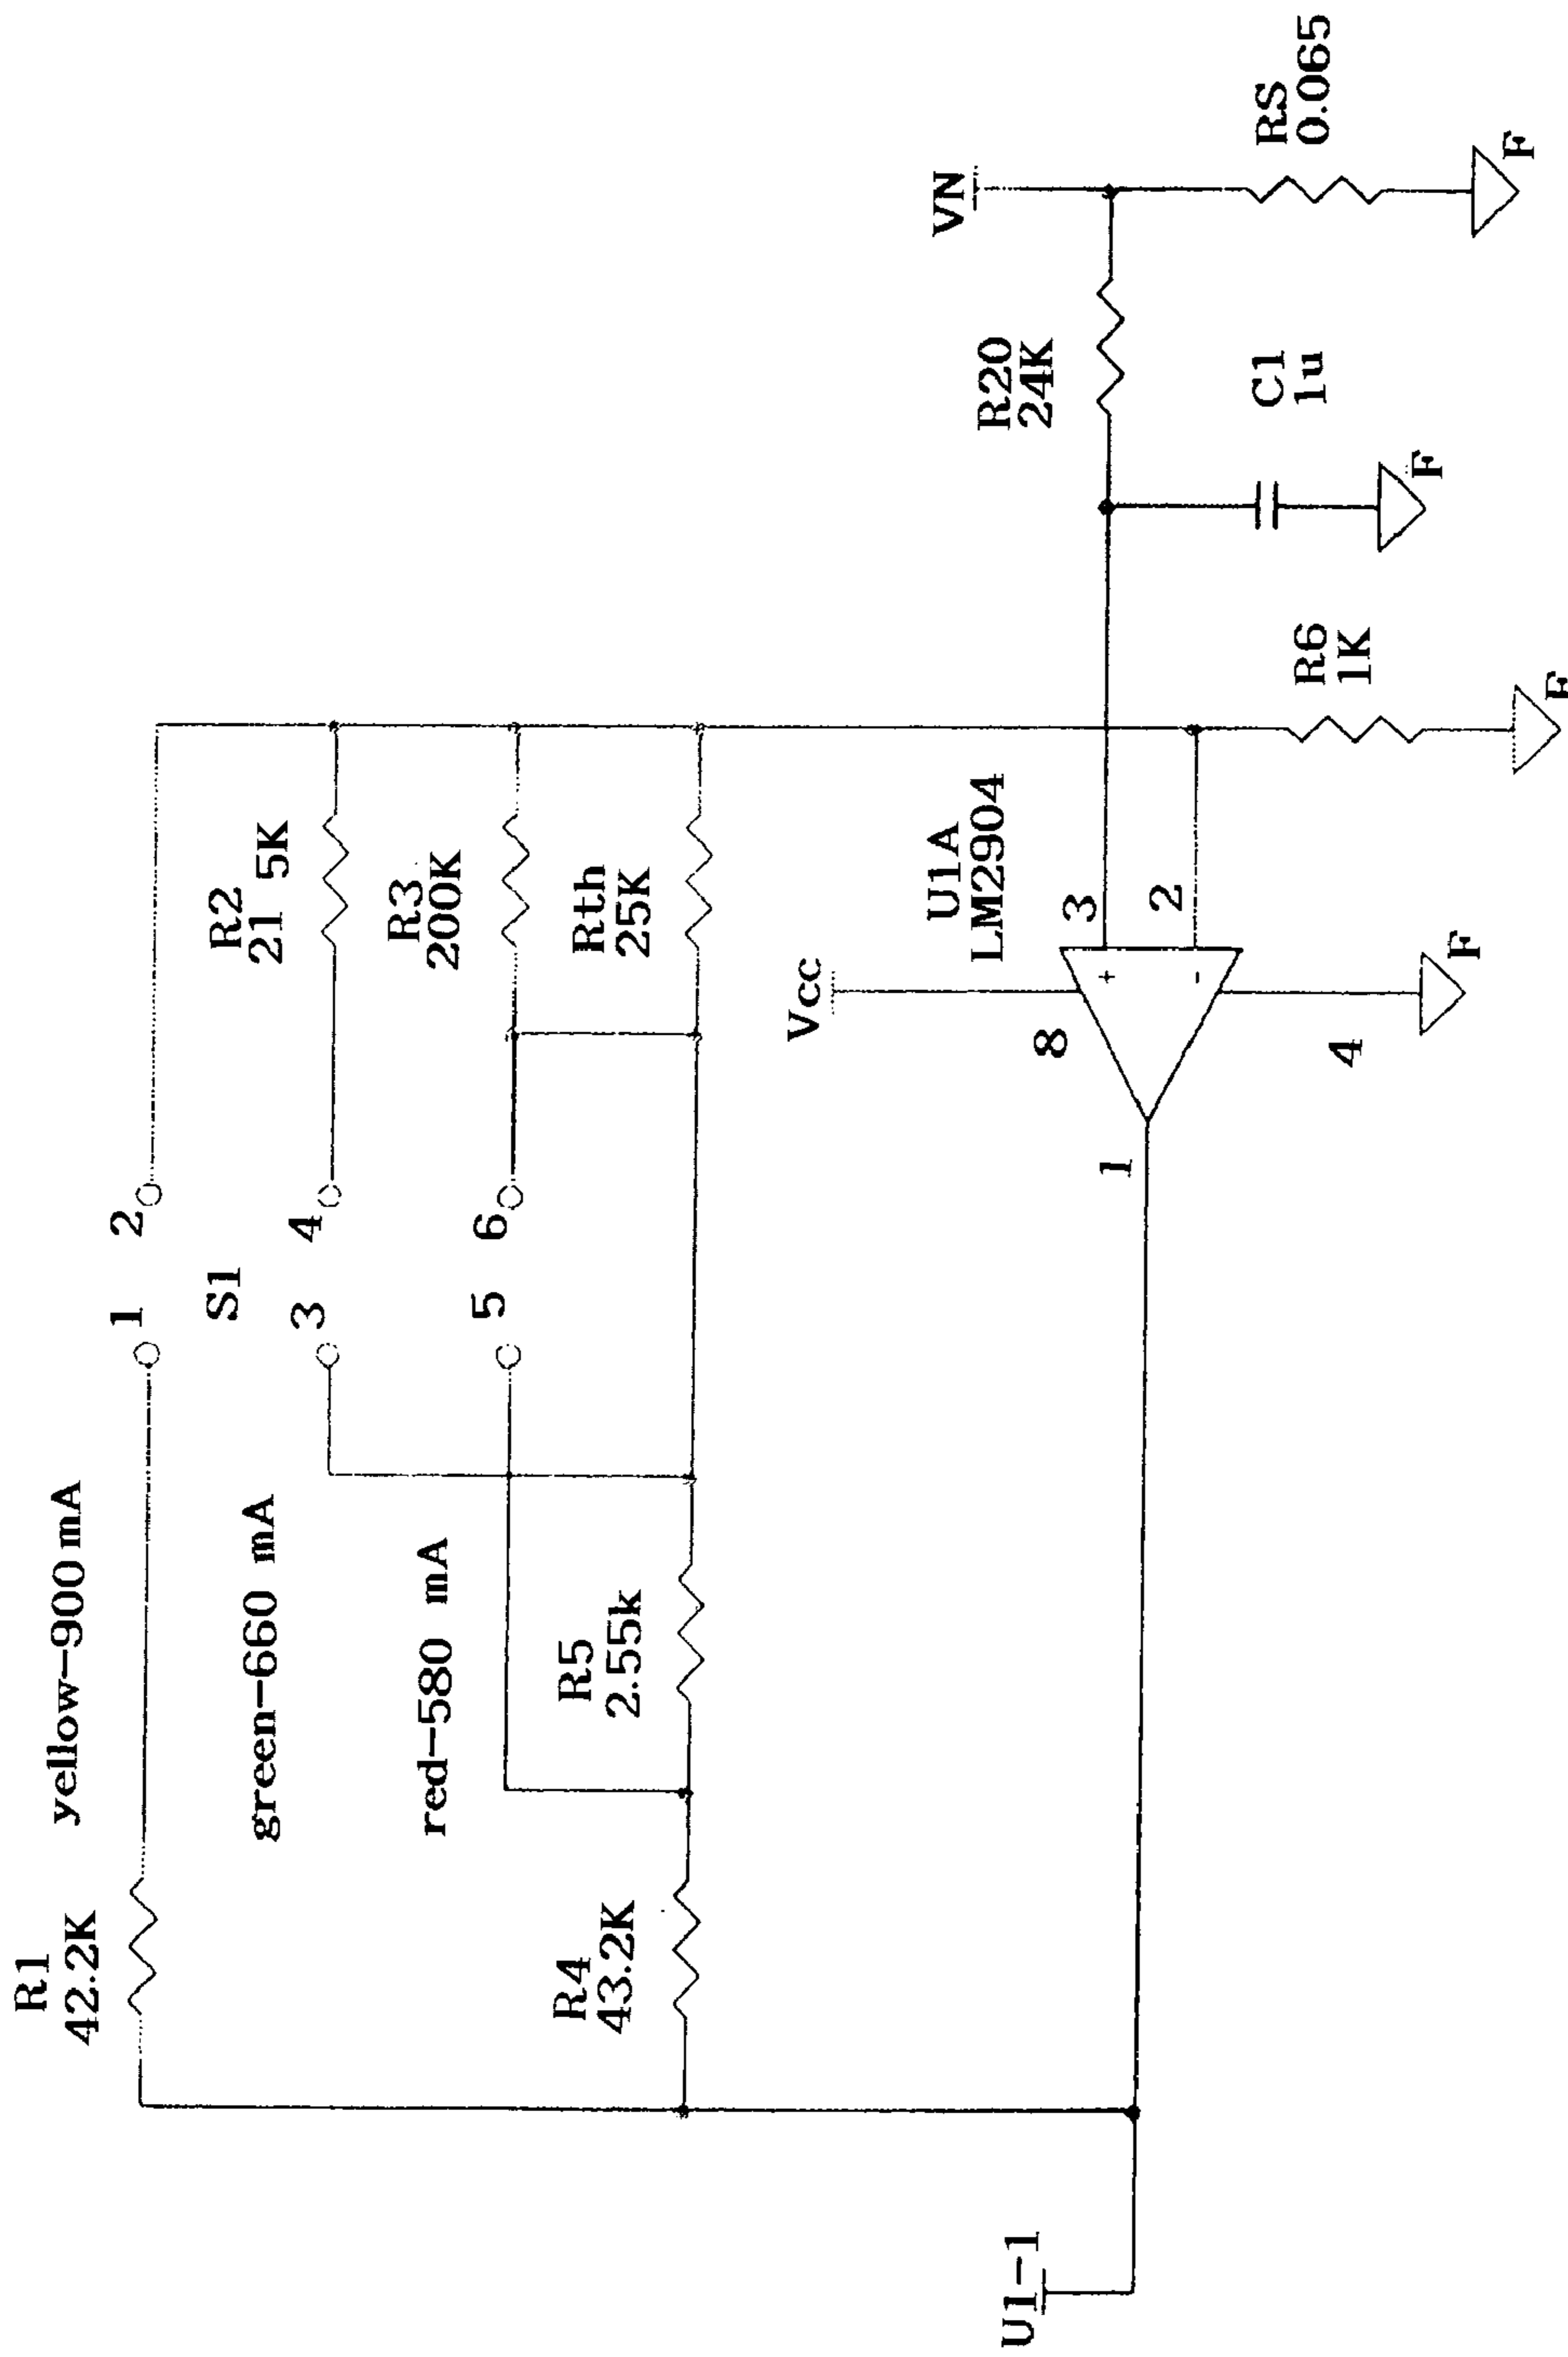 R1
42.2K
yellow-900 mA
1
2
S1
green-660 mA
3
4
R2
21 5K
red-580 mA
5
6
R3
200K
R4
43.2K
R5
2.55k
Rth
25K
U1-1
1
Vcc
8
4
F
U1A
LM2904
3
2
+
-
R6
1K
F
R20
24K
C1
1u
F
VN
RS
0.065
F